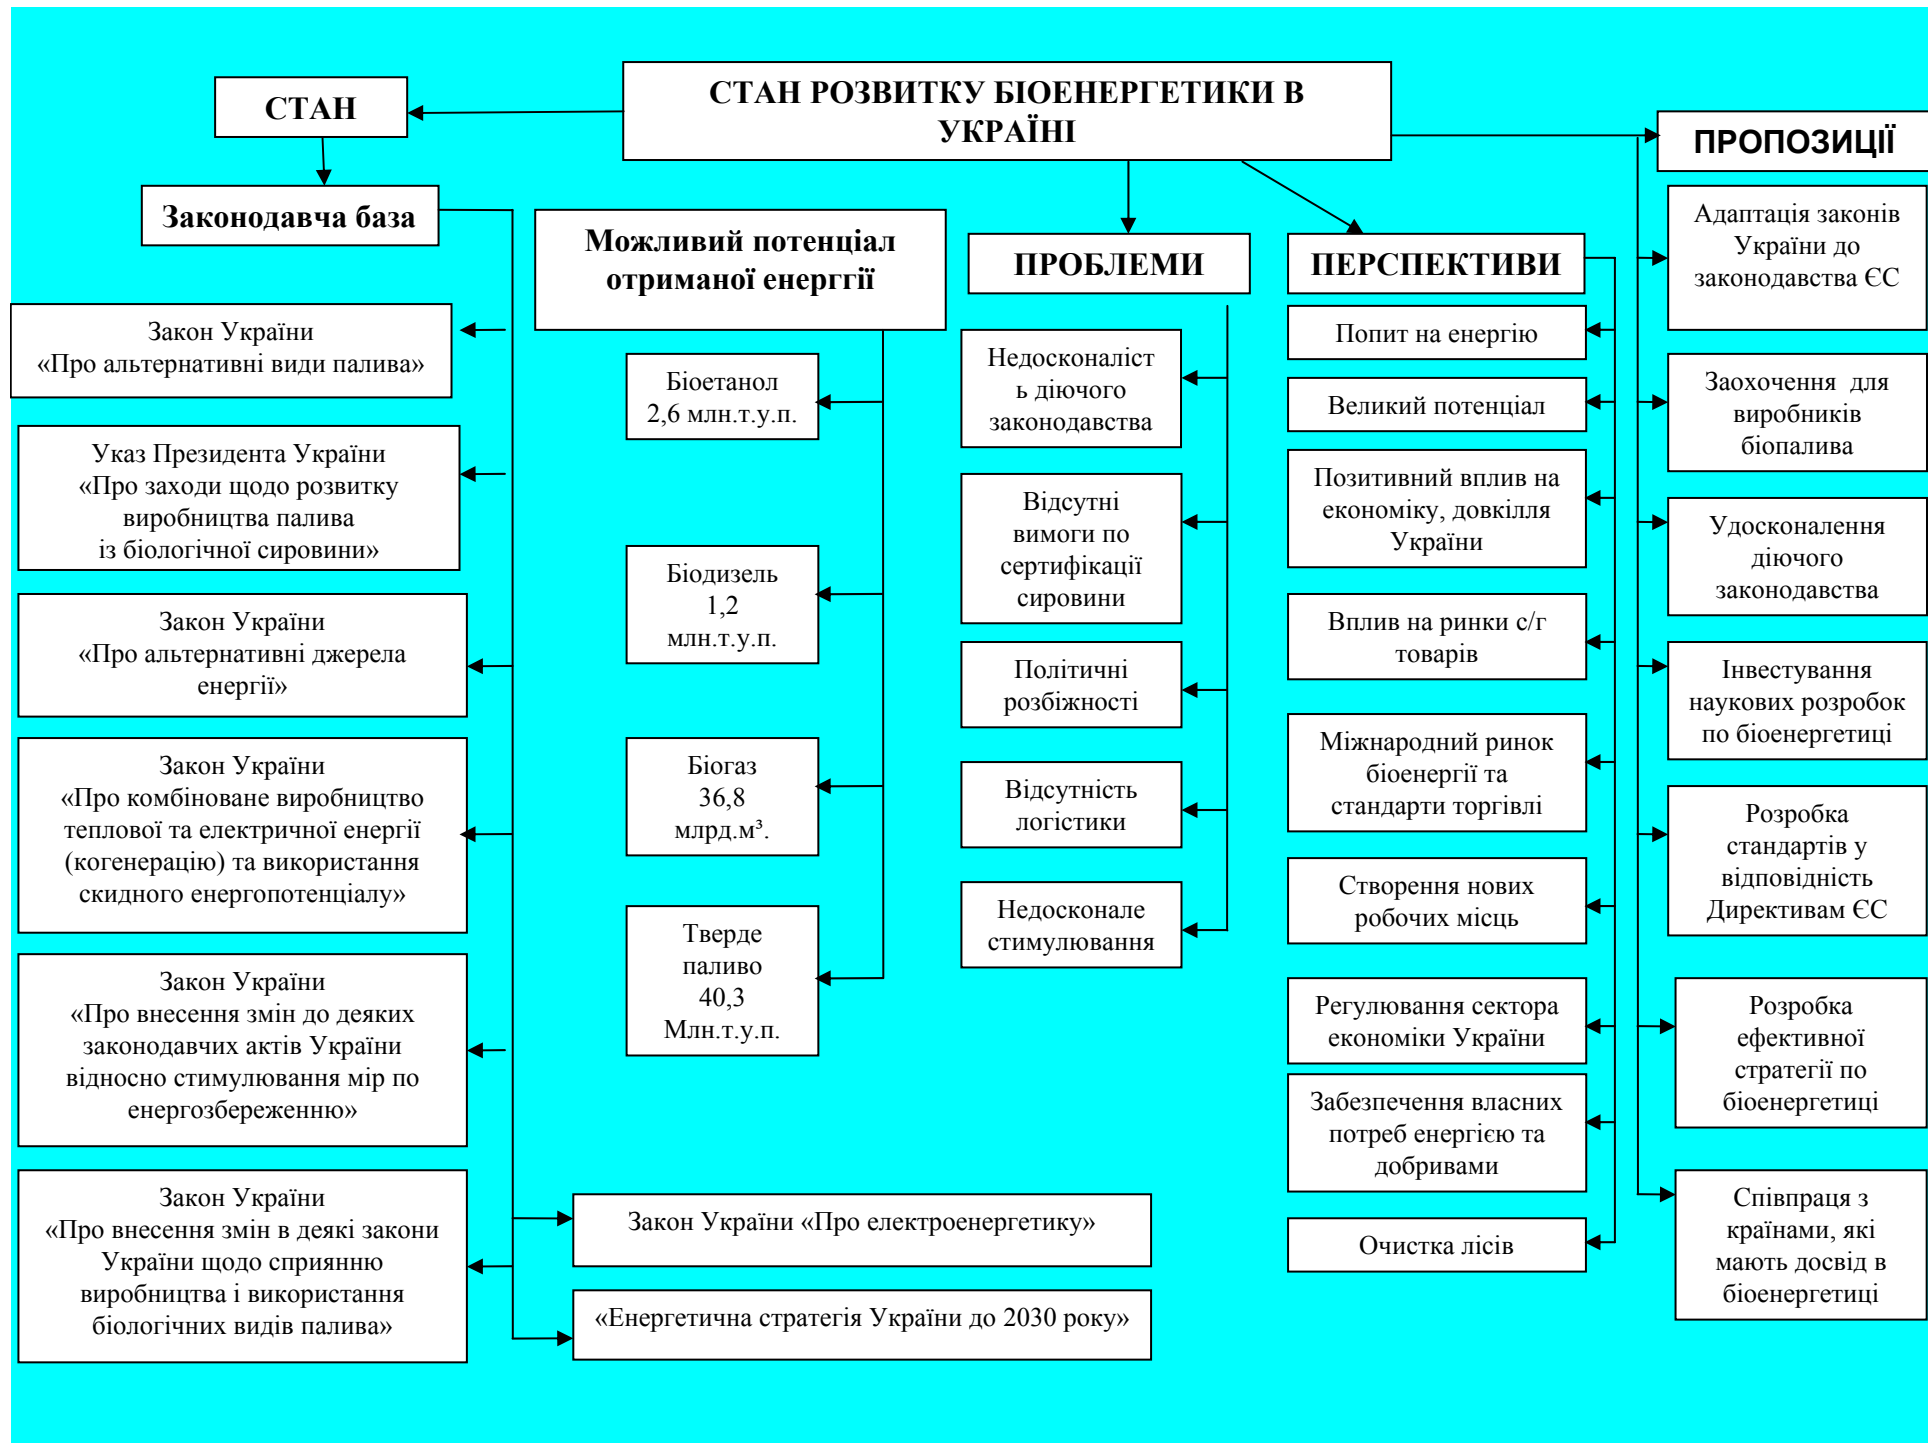 СТАН РОЗВИТКУ БІОЕНЕРГЕТИКИ В
УКРАЇНІ
СТАН
Законодавча база
Закон України
«Про альтернативні види палива»
Указ Президента України
«Про заходи щодо розвитку
виробництва палива
із біологічної сировини»
Закон України
«Про альтернативні джерела
енергії»
Закон України
«Про комбіноване виробництво
теплової та електричної енергії
(когенерацію) та використання
скидного енергопотенціалу»
Закон України
«Про внесення змін до деяких
законодавчих актів України
відносно стимулювання мір по
енергозбереженню»
Закон України
«Про внесення змін в деякі закони
України щодо сприянню
виробництва і використання
біологічних видів палива»
Закон України «Про електроенергетику»
«Енергетична стратегія України до 2030 року»
Можливий потенціал
отриманої енерггії
Біоетанол
2,6 млн.т.у.п.
Біодизель
1,2
млн.т.у.п.
Біогаз
36,8
млрд.м³.
Тверде
паливо
40,3
Млн.т.у.п.
ПРОБЛЕМИ
Недосконаліст
ь діючого
законодавства
Відсутні
вимоги по
сертифікації
сировини
Політичні
розбіжності
Відсутність
логістики
Недосконале
стимулювання
ПЕРСПЕКТИВИ
Попит на енергію
Великий потенціал
Позитивний вплив на
економіку, довкілля
України
Вплив на ринки с/г
товарів
Міжнародний ринок
біоенергії та
стандарти торгівлі
Створення нових
робочих місць
Регулювання сектора
економіки України
Забезпечення власних
потреб енергією та
добривами
Очистка лісів
ПРОПОЗИЦІЇ
Адаптація законів
України до
законодавства ЄС
Заохочення для
виробників
біопалива
Удосконалення
діючого
законодавства
Інвестування
наукових розробок
по біоенергетиці
Розробка
стандартів у
відповідність
Директивам ЄС
Розробка
ефективної
стратегії по
біоенергетиці
Співпраця з
країнами, які
мають досвід в
біоенергетиці